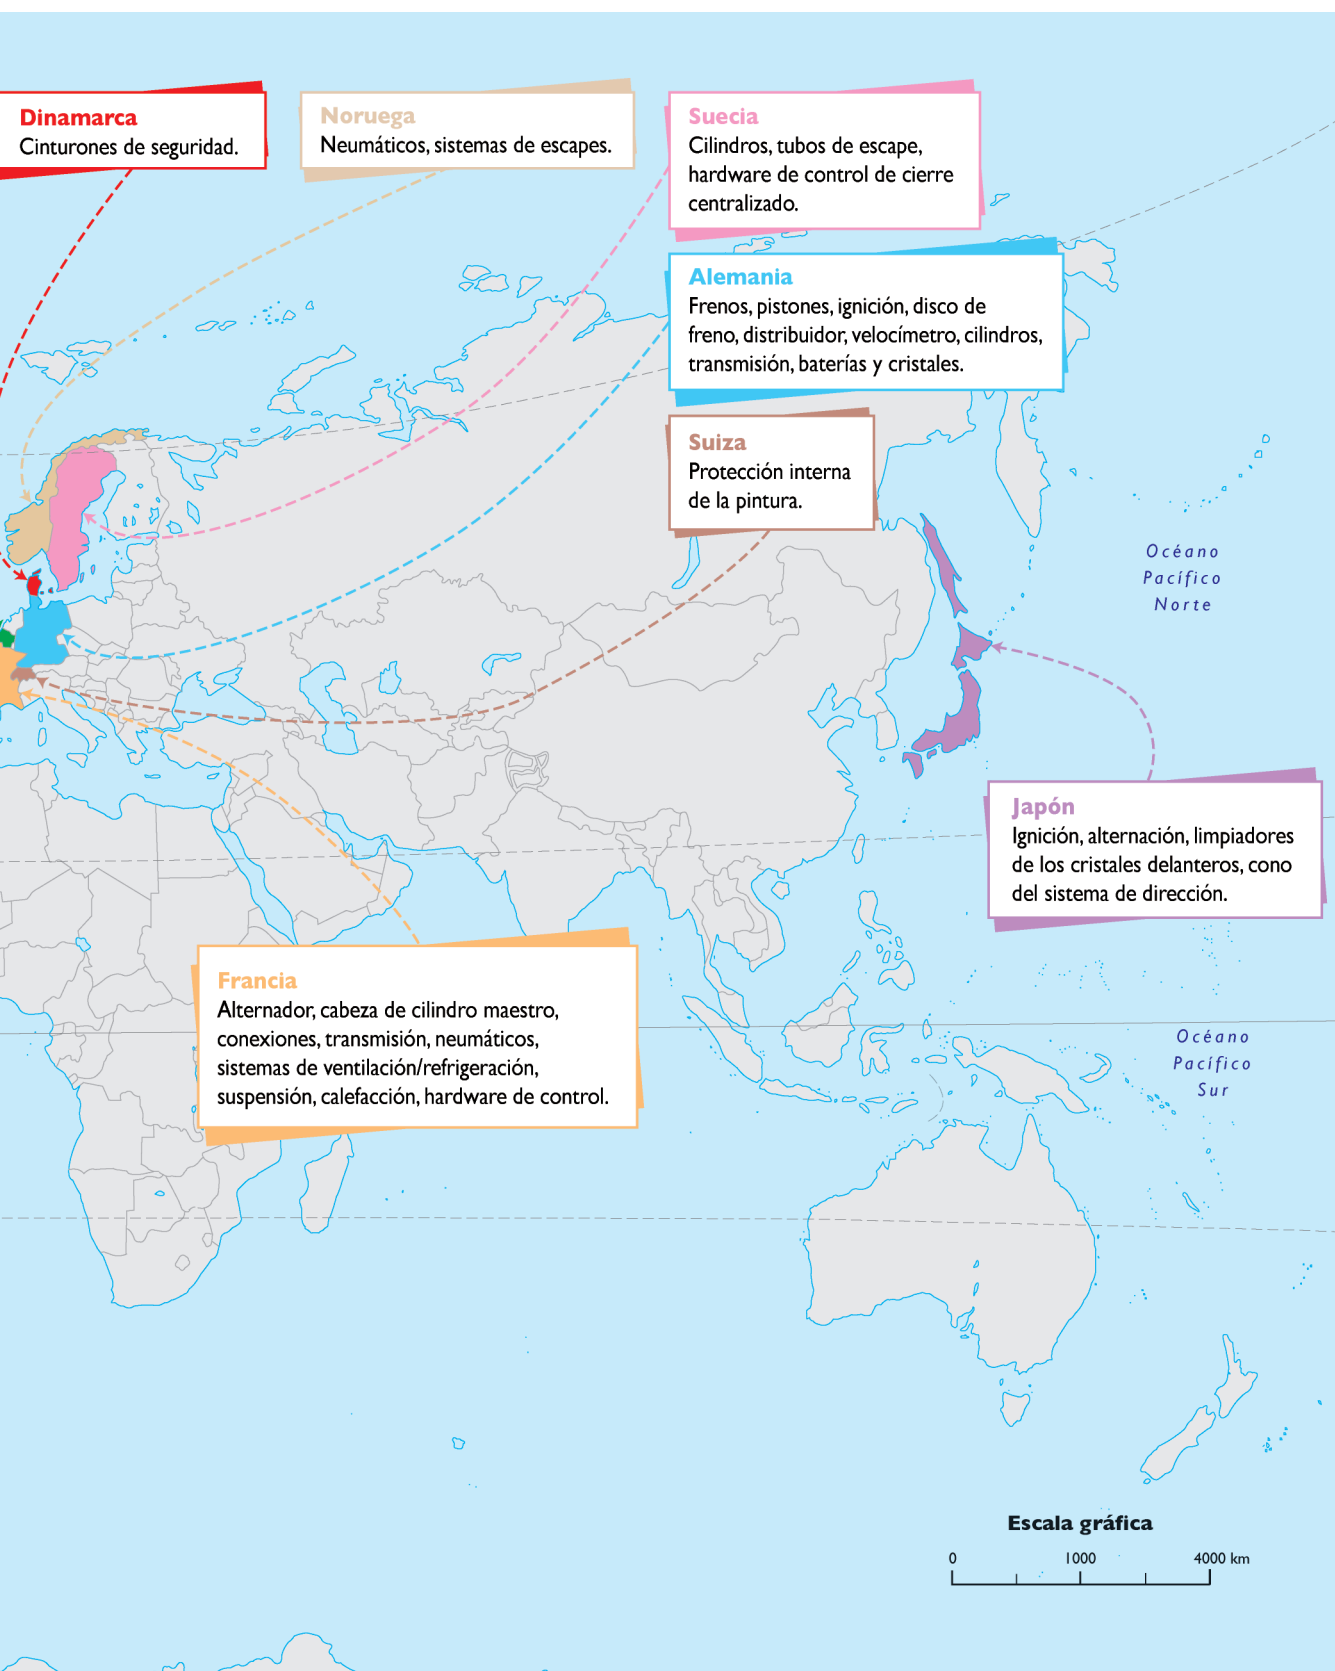 Dinamarca
Cinturones de seguridad.
Noruega
Neumáticos, sistemas de escapes.
Suecia
Cilindros, tubos de escape,
hardware de control de cierre
centralizado.
Alemania
Frenos, pistones, ignición, disco de
freno, distribuidor, velocímetro, cilindros,
transmisión, baterías y cristales.
Suiza
Protección interna
de la pintura.
Océano
Pacífico
Norte
Japón
Ignición, alternación, limpiadores
de los cristales delanteros, cono
del sistema de dirección.
Francia
Alternador, cabeza de cilindro maestro,
conexiones, transmisión, neumáticos,
sistemas de ventilación/refrigeración,
suspensión, calefacción, hardware de control.
Océano
Pacífico
Sur
Escala gráfica
0 1000 4000 km